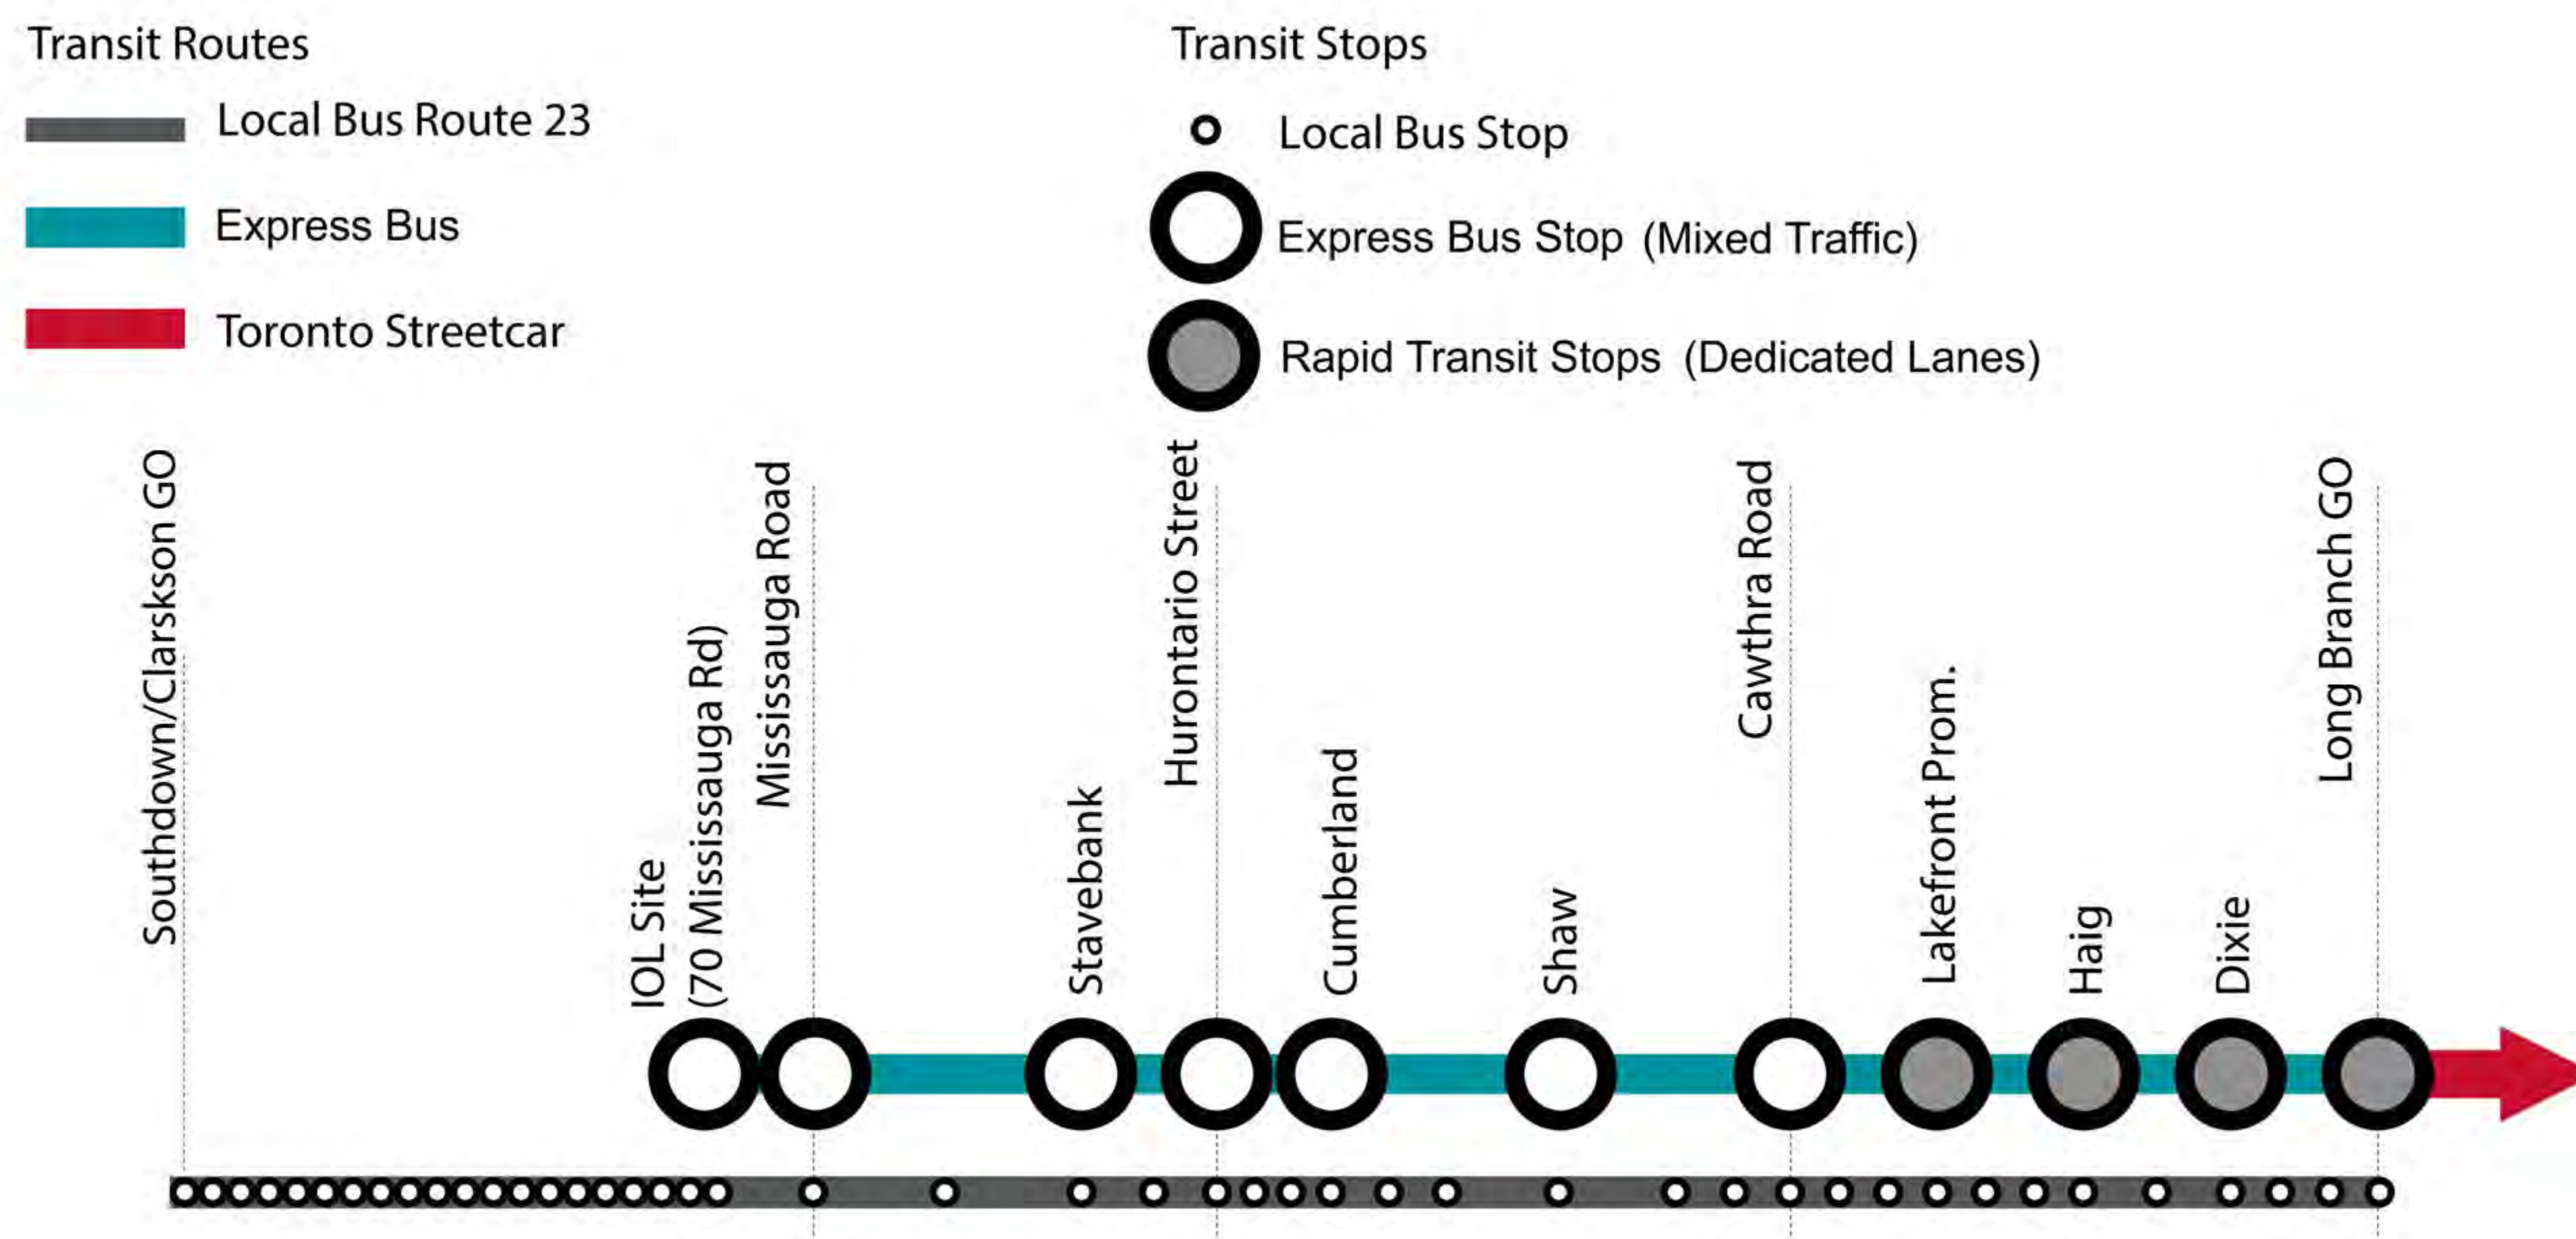 Transit Routes
Local Bus Route 23
Express Bus
Toronto Streetcar
Transit Stops
Local Bus Stop
Express Bus Stop (Mixed Traffic)
Rapid Transit Stops (Dedicated Lanes)
Southdown/Clarskson GO
IOL Site
(70 Mississauga Rd)
Mississauga Road
Stavebank
Hurontario Street
Cumberland
Shaw
Cawthra Road
Lakefront Prom.
Haig
Dixie
Long Branch GO